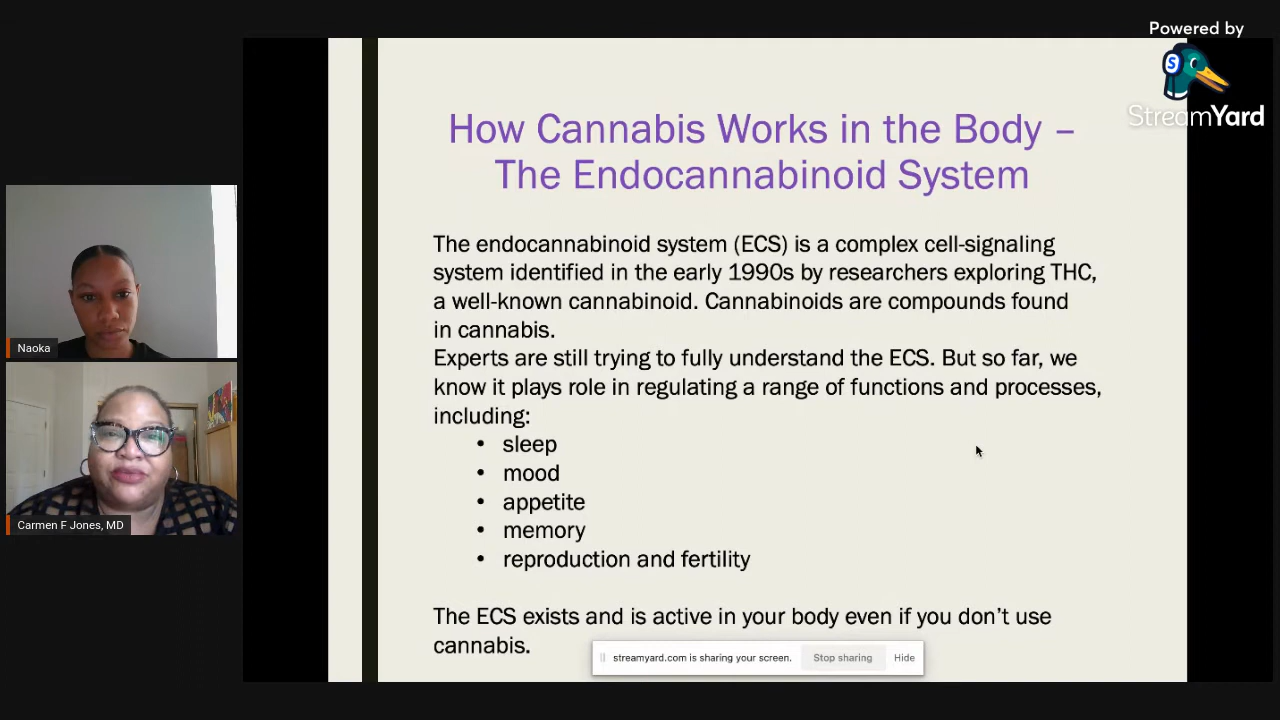 Powered by
StreamYard
How Cannabis Works in the Body –
The Endocannabinoid System
The endocannabinoid system (ECS) is a complex cell-signaling
system identified in the early 1990s by researchers exploring THC,
a well-known cannabinoid. Cannabinoids are compounds found
in cannabis.
Experts are still trying to fully understand the ECS. But so far, we
know it plays role in regulating a range of functions and processes,
including:
• sleep
• mood
• appetite
• memory
• reproduction and fertility
The ECS exists and is active in your body even if you don’t use
cannabis.
streamyard.com is sharing your screen. Stop sharing Hide
Naoka
Carmen F Jones, MD